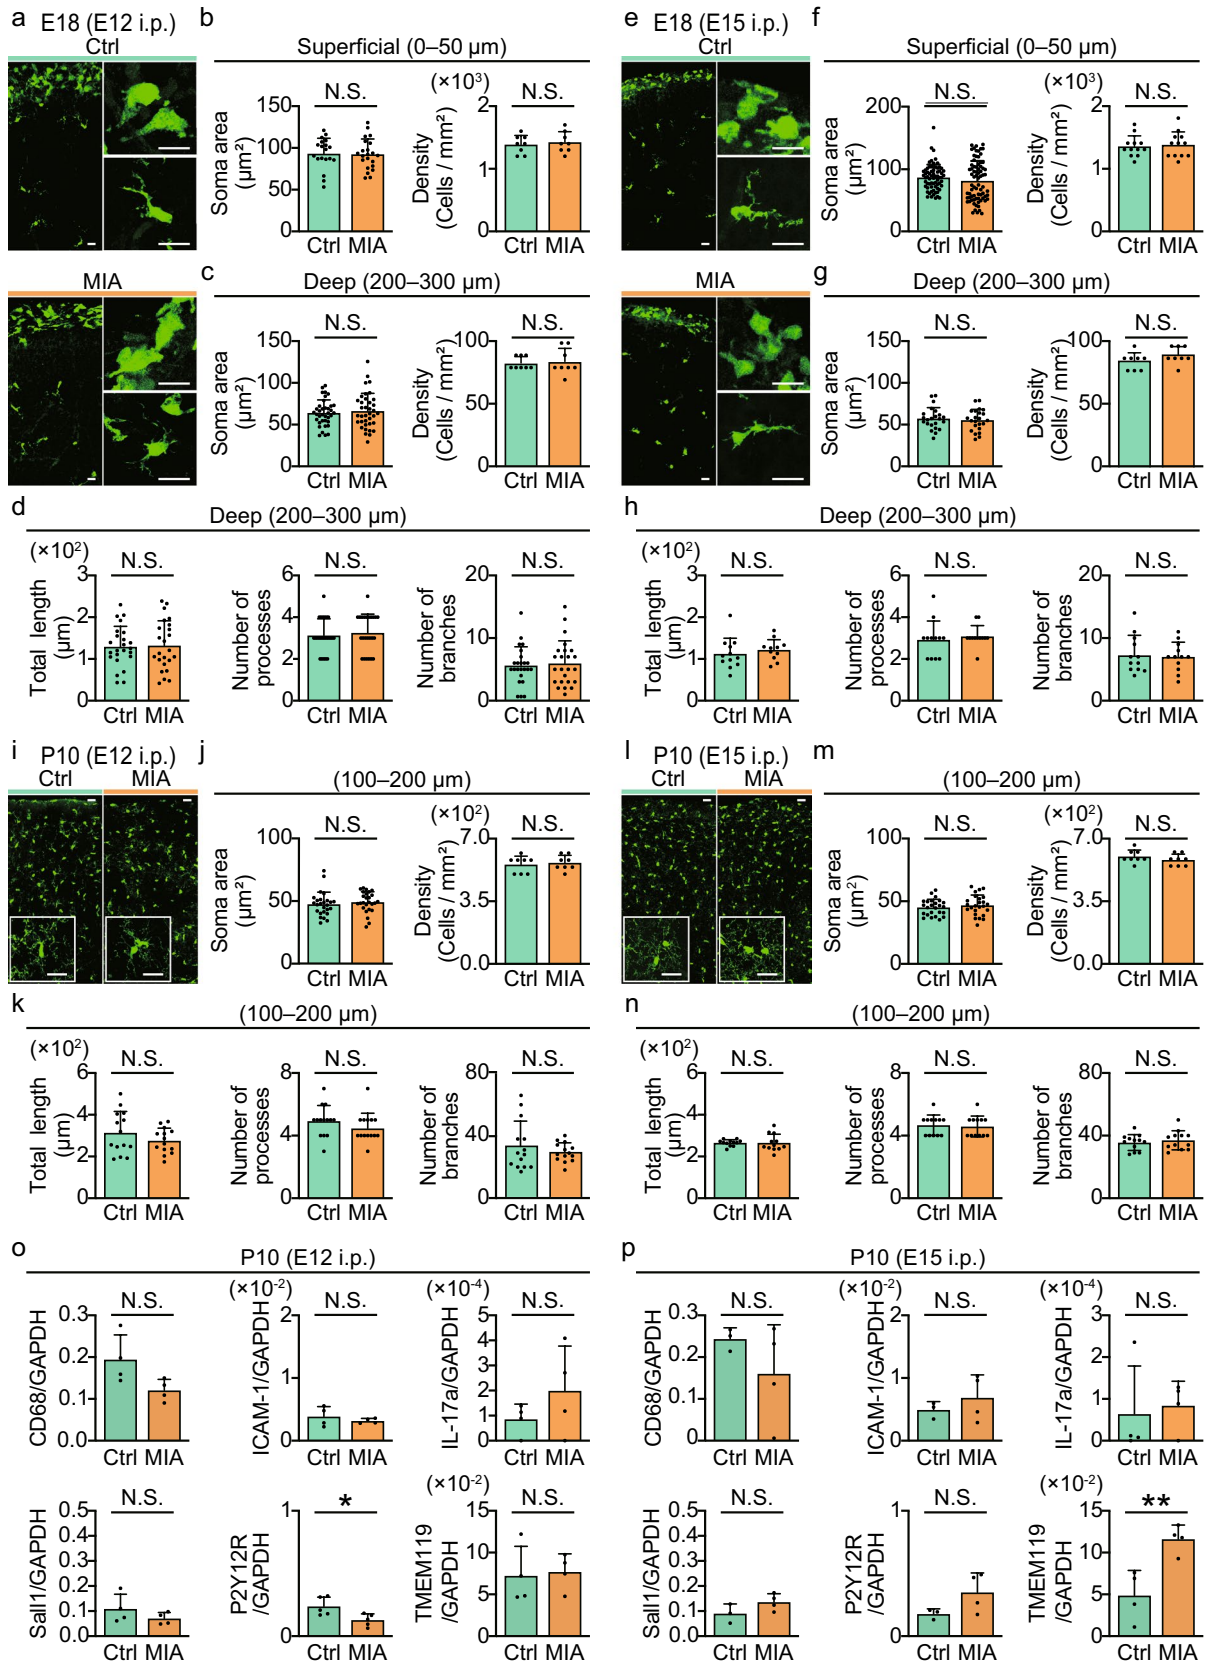 a E18 (E12 i.p.)
Ctrl
MIA
b Superficial (0–50 µm)
Soma area (µm²)
150
100
50
0
N.S.
Ctrl MIA
(×10³)
Density (Cells / mm²)
2
1
0
N.S.
Ctrl MIA
c Deep (200–300 µm)
Soma area (µm²)
150
100
50
0
N.S.
Ctrl MIA
Density (Cells / mm²)
100
50
0
N.S.
Ctrl MIA
d Deep (200–300 µm)
(×10²)
Total length (µm)
3
2
1
0
N.S.
Ctrl MIA
Number of processes
6
4
2
0
N.S.
Ctrl MIA
Number of branches
20
10
0
N.S.
Ctrl MIA
e E18 (E15 i.p.)
Ctrl
MIA
f Superficial (0–50 µm)
Soma area (µm²)
200
100
0
N.S.
Ctrl MIA
(×10³)
Density (Cells / mm²)
2
1
0
N.S.
Ctrl MIA
g Deep (200–300 µm)
Soma area (µm²)
150
100
50
0
N.S.
Ctrl MIA
Density (Cells / mm²)
100
50
0
N.S.
Ctrl MIA
h Deep (200–300 µm)
(×10²)
Total length (µm)
3
2
1
0
N.S.
Ctrl MIA
Number of processes
6
4
2
0
N.S.
Ctrl MIA
Number of branches
20
10
0
N.S.
Ctrl MIA
i P10 (E12 i.p.)
Ctrl MIA
j (100–200 µm)
Soma area (µm²)
100
50
0
N.S.
Ctrl MIA
(×10²)
Density (Cells / mm²)
7.0
3.5
0.0
N.S.
Ctrl MIA
k (100–200 µm)
(×10²)
Total length (µm)
6
4
2
0
N.S.
Ctrl MIA
Number of processes
8
4
0
N.S.
Ctrl MIA
Number of branches
80
40
0
N.S.
Ctrl MIA
l P10 (E15 i.p.)
Ctrl MIA
m (100–200 µm)
Soma area (µm²)
100
50
0
N.S.
Ctrl MIA
(×10²)
Density (Cells / mm²)
7.0
3.5
0.0
N.S.
Ctrl MIA
n (100–200 µm)
(×10²)
Total length (µm)
6
4
2
0
N.S.
Ctrl MIA
Number of processes
8
4
0
N.S.
Ctrl MIA
Number of branches
80
40
0
N.S.
Ctrl MIA
o P10 (E12 i.p.)
CD68/GAPDH
0.3
0.2
0.1
0.0
N.S.
Ctrl MIA
(×10⁻²)
ICAM-1/GAPDH
2
1
0
N.S.
Ctrl MIA
(×10⁻⁴)
IL-17a/GAPDH
5
4
3
2
1
0
N.S.
Ctrl MIA
Sall1/GAPDH
0.5
0.4
0.3
0.2
0.1
0.0
N.S.
Ctrl MIA
P2Y12R /GAPDH
1
0
*
Ctrl MIA
(×10⁻²)
TMEM119 /GAPDH
15
10
5
0
N.S.
Ctrl MIA
p P10 (E15 i.p.)
CD68/GAPDH
0.3
0.2
0.1
0.0
N.S.
Ctrl MIA
(×10⁻²)
ICAM-1/GAPDH
2
1
0
N.S.
Ctrl MIA
(×10⁻⁴)
IL-17a/GAPDH
3
2
1
0
N.S.
Ctrl MIA
Sall1/GAPDH
0.5
0.4
0.3
0.2
0.1
0.0
N.S.
Ctrl MIA
P2Y12R /GAPDH
1
0
N.S.
Ctrl MIA
(×10⁻²)
TMEM119 /GAPDH
15
10
5
0
**
Ctrl MIA